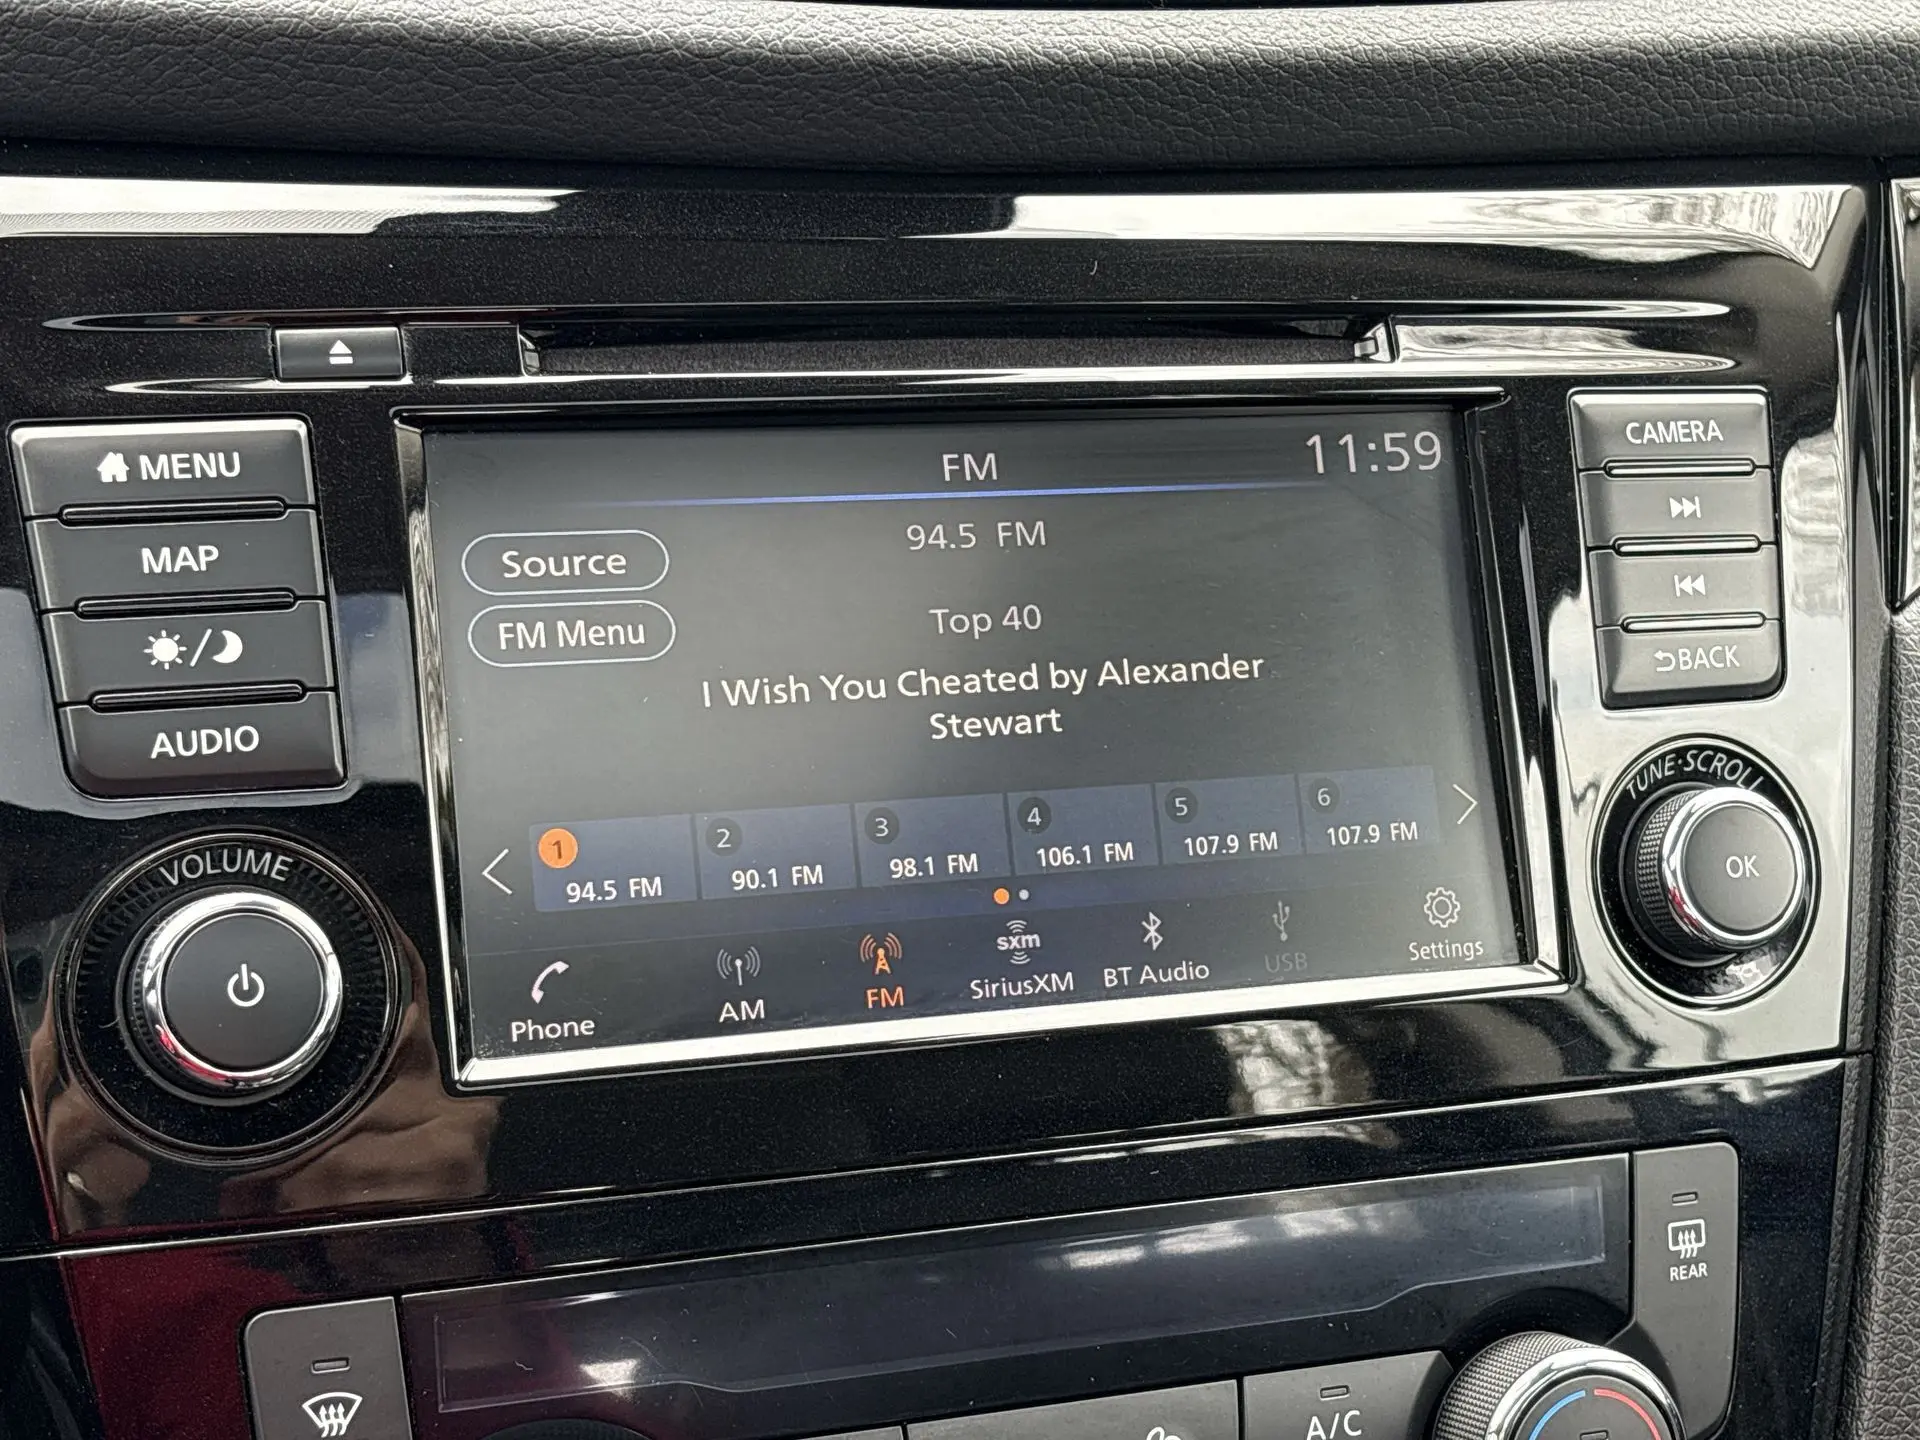 MENU
MAP
AUDIO
VOLUME
FM
11:59
94.5 FM
Source
FM Menu
Top 40
I Wish You Cheated by Alexander
Stewart
1
94.5 FM
2
90.1 FM
3
98.1 FM
4
106.1 FM
5
107.9 FM
6
107.9 FM
Phone
AM
FM
sxm
SiriusXM
BT Audio
USB
Settings
CAMERA
BACK
TUNE·SCROLL
OK
REAR
A/C